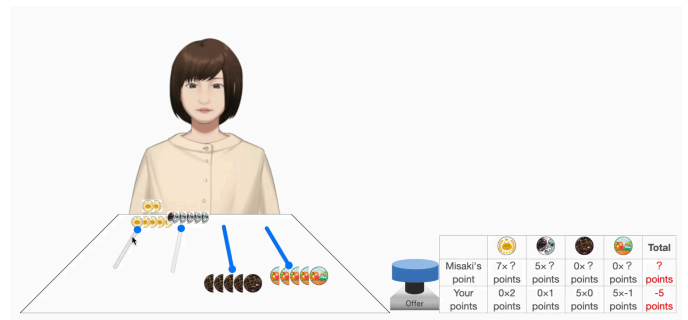 Total
Misaki's point 7× ? points 5× ? points 0× ? points 0× ? points ? points
Your points 0×2 points 0×1 points 5×0 points 5×-1 points -5 points
Offer